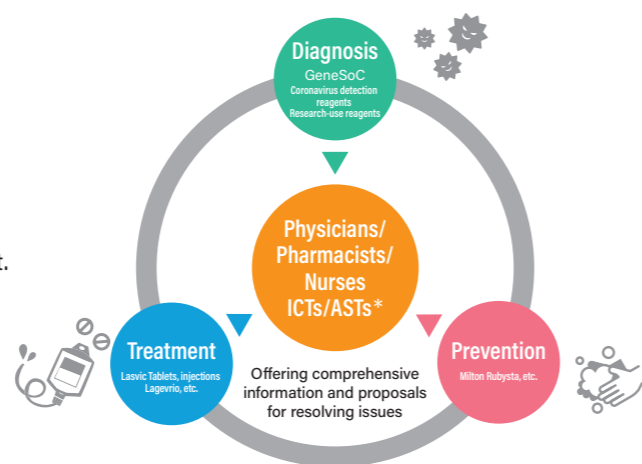 Diagnosis
GeneSoC
Coronavirus detection
reagents
Research-use reagents
Physicians/
Pharmacists/
Nurses
ICTs/ASTs*
t.
Treatment
Lasvic Tablets, injections
Lagevrio, etc.
Prevention
Milton Rubysta, etc.
Offering comprehensive
information and proposals
for resolving issues